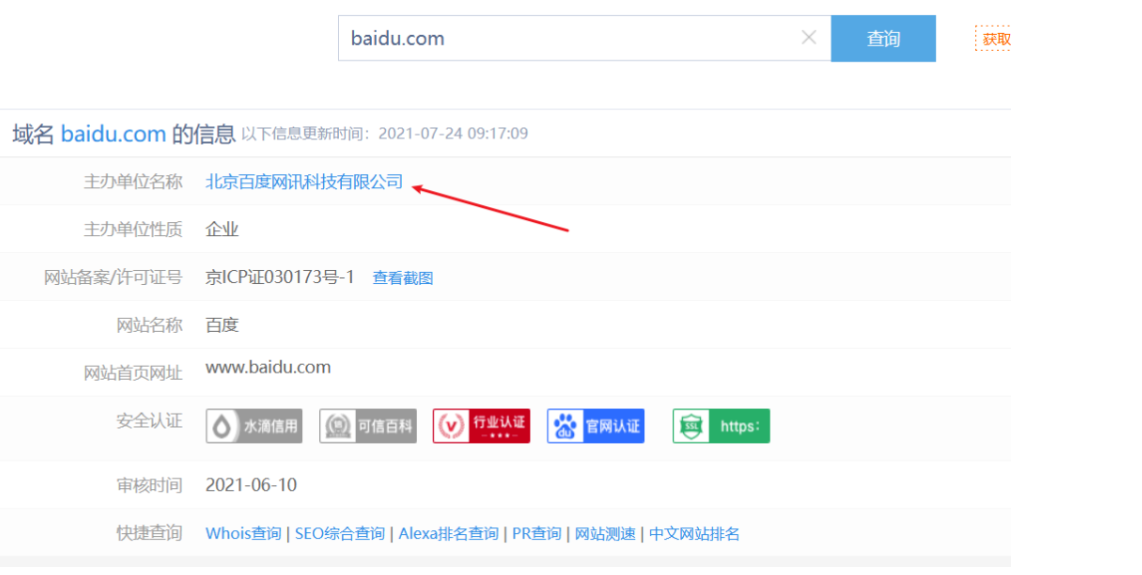 baidu.com × 查询 获取
域名 baidu.com 的信息 以下信息更新时间：2021-07-24 09:17:09
主办单位名称 北京百度网讯科技有限公司
主办单位性质 企业
网站备案/许可证号 京ICP证030173号-1 查看截图
网站名称 百度
网站首页网址 www.baidu.com
安全认证 水滴信用 可信百科 行业认证 du 官网认证 SSL https:
审核时间 2021-06-10
快捷查询 Whois查询 | SEO综合查询 | Alexa排名查询 | PR查询 | 网站测速 | 中文网站排名